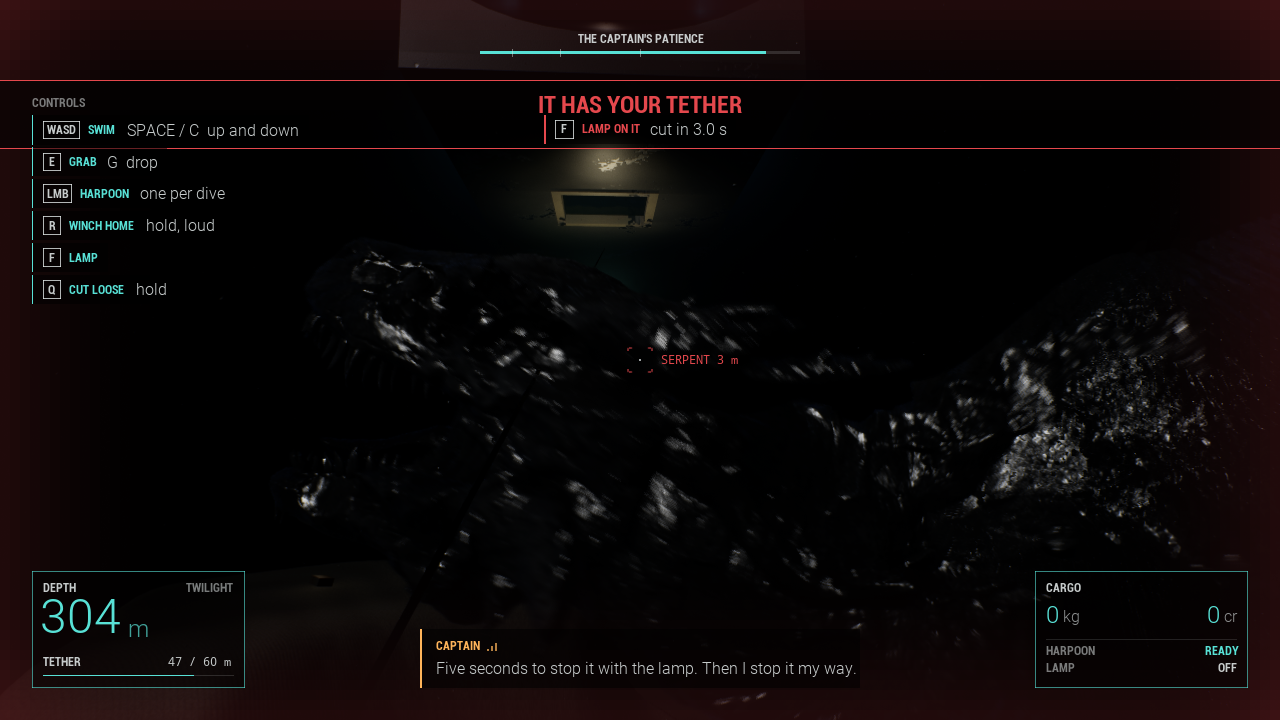 THE CAPTAIN'S PATIENCE
IT HAS YOUR TETHER
F LAMP ON IT cut in 3.0 s
CONTROLS
WASD SWIM SPACE / C up and down
E GRAB G drop
LMB HARPOON one per dive
R WINCH HOME hold, loud
F LAMP
Q CUT LOOSE hold
SERPENT 3 m
DEPTH TWILIGHT
304 m
TETHER 47 / 60 m
CAPTAIN
Five seconds to stop it with the lamp. Then I stop it my way.
CARGO
0 kg 0 cr
HARPOON READY
LAMP OFF